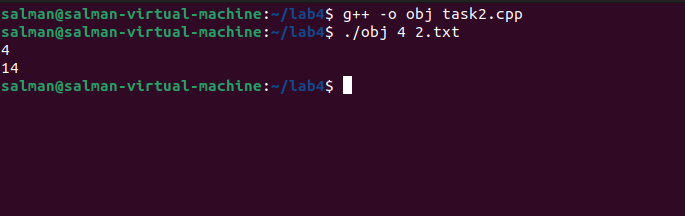 salman@salman-virtual-machine:~/lab4$ g++ -o obj task2.cpp
salman@salman-virtual-machine:~/lab4$ ./obj 4 2.txt
4
14
salman@salman-virtual-machine:~/lab4$